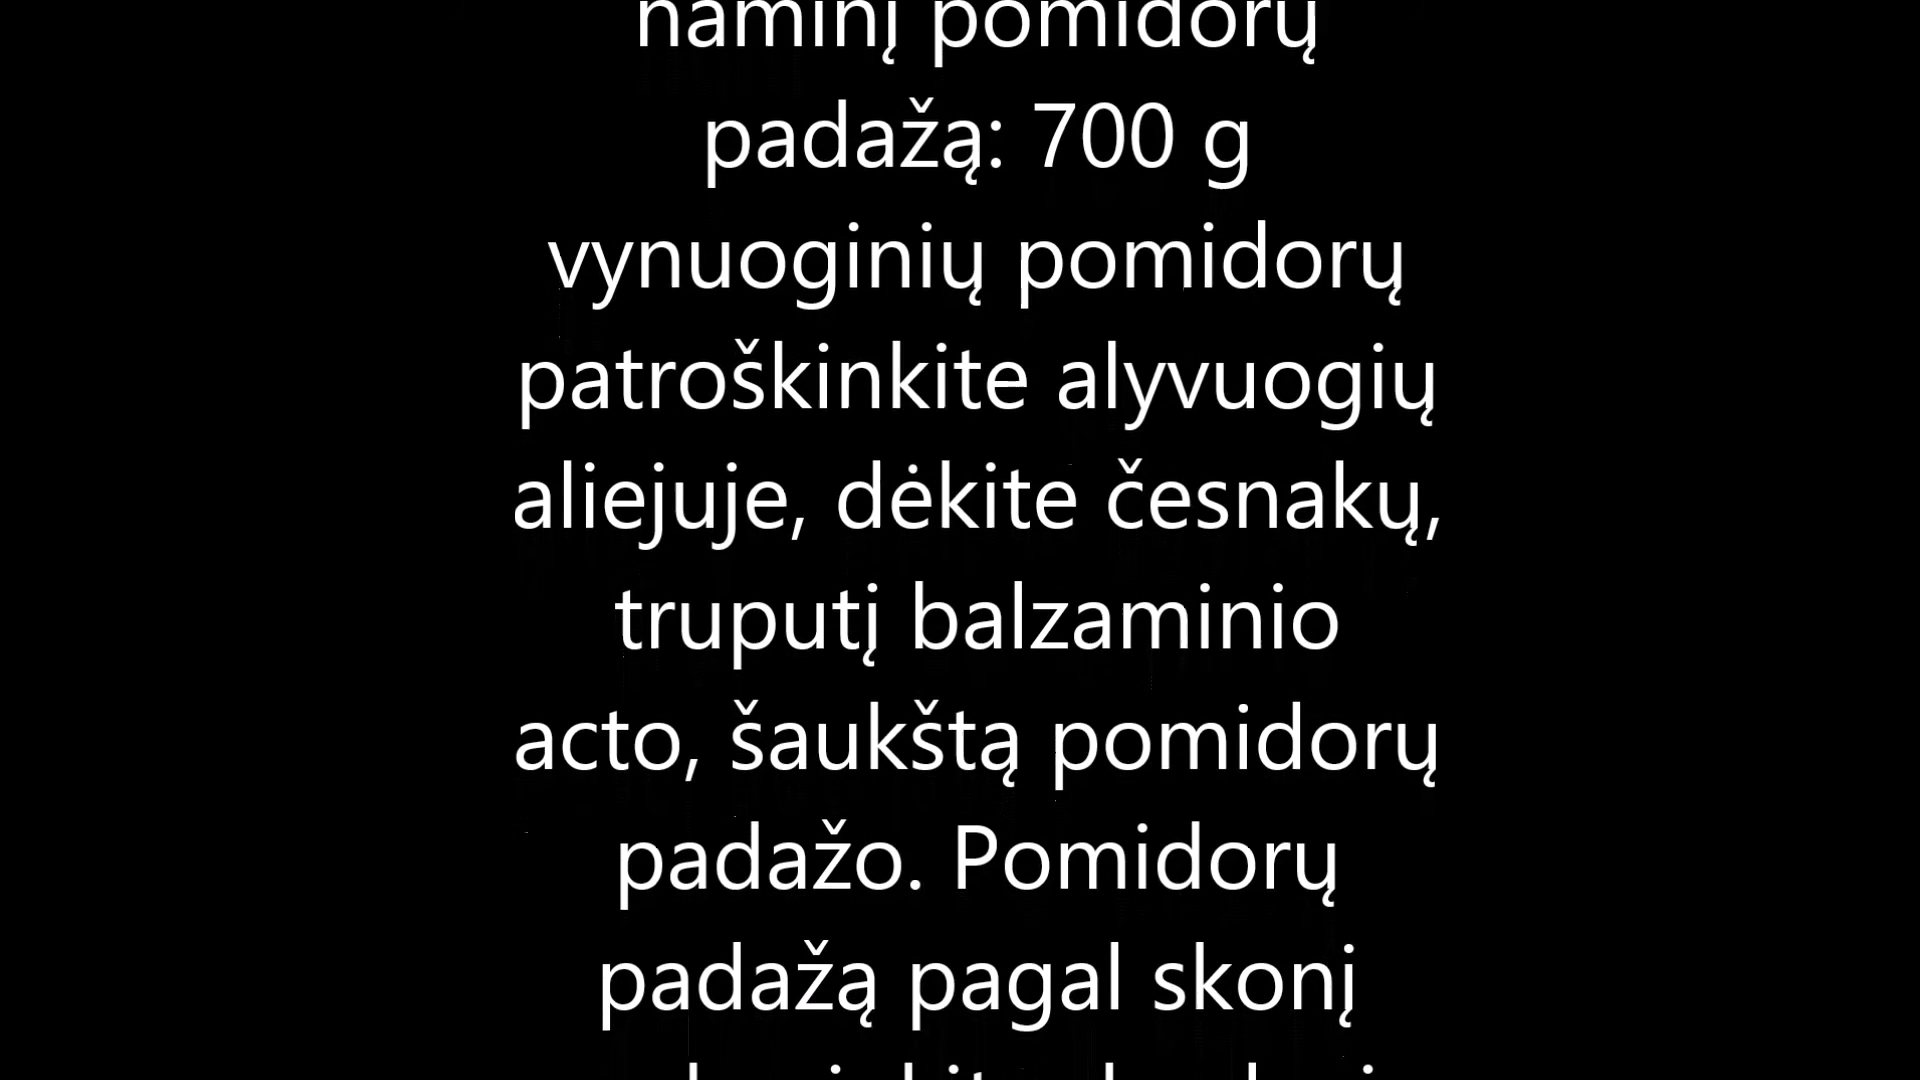 naminį pomidorų
padažą: 700 g
vynuoginių pomidorų
patroškinkite alyvuogių
aliejuje, dėkite česnakų,
truputį balzaminio
acto, šaukštą pomidorų
padažo. Pomidorų
padažą pagal skonį